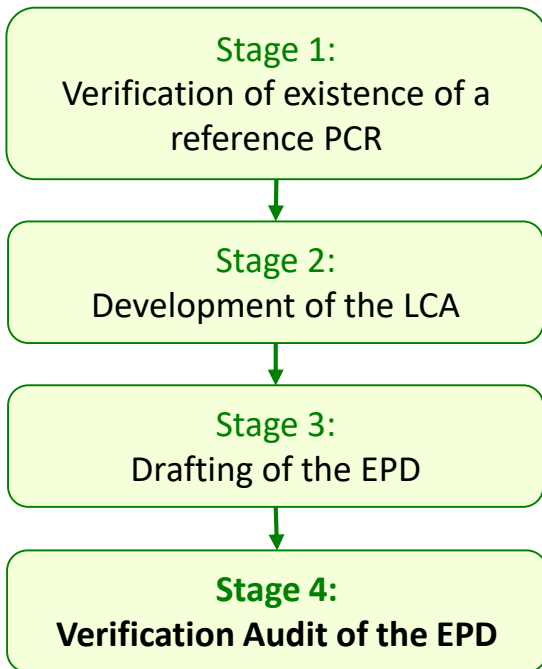 Stage 1:
Verification of existence of a
reference PCR
Stage 2:
Development of the LCA
Stage 3:
Drafting of the EPD
Stage 4:
Verification Audit of the EPD